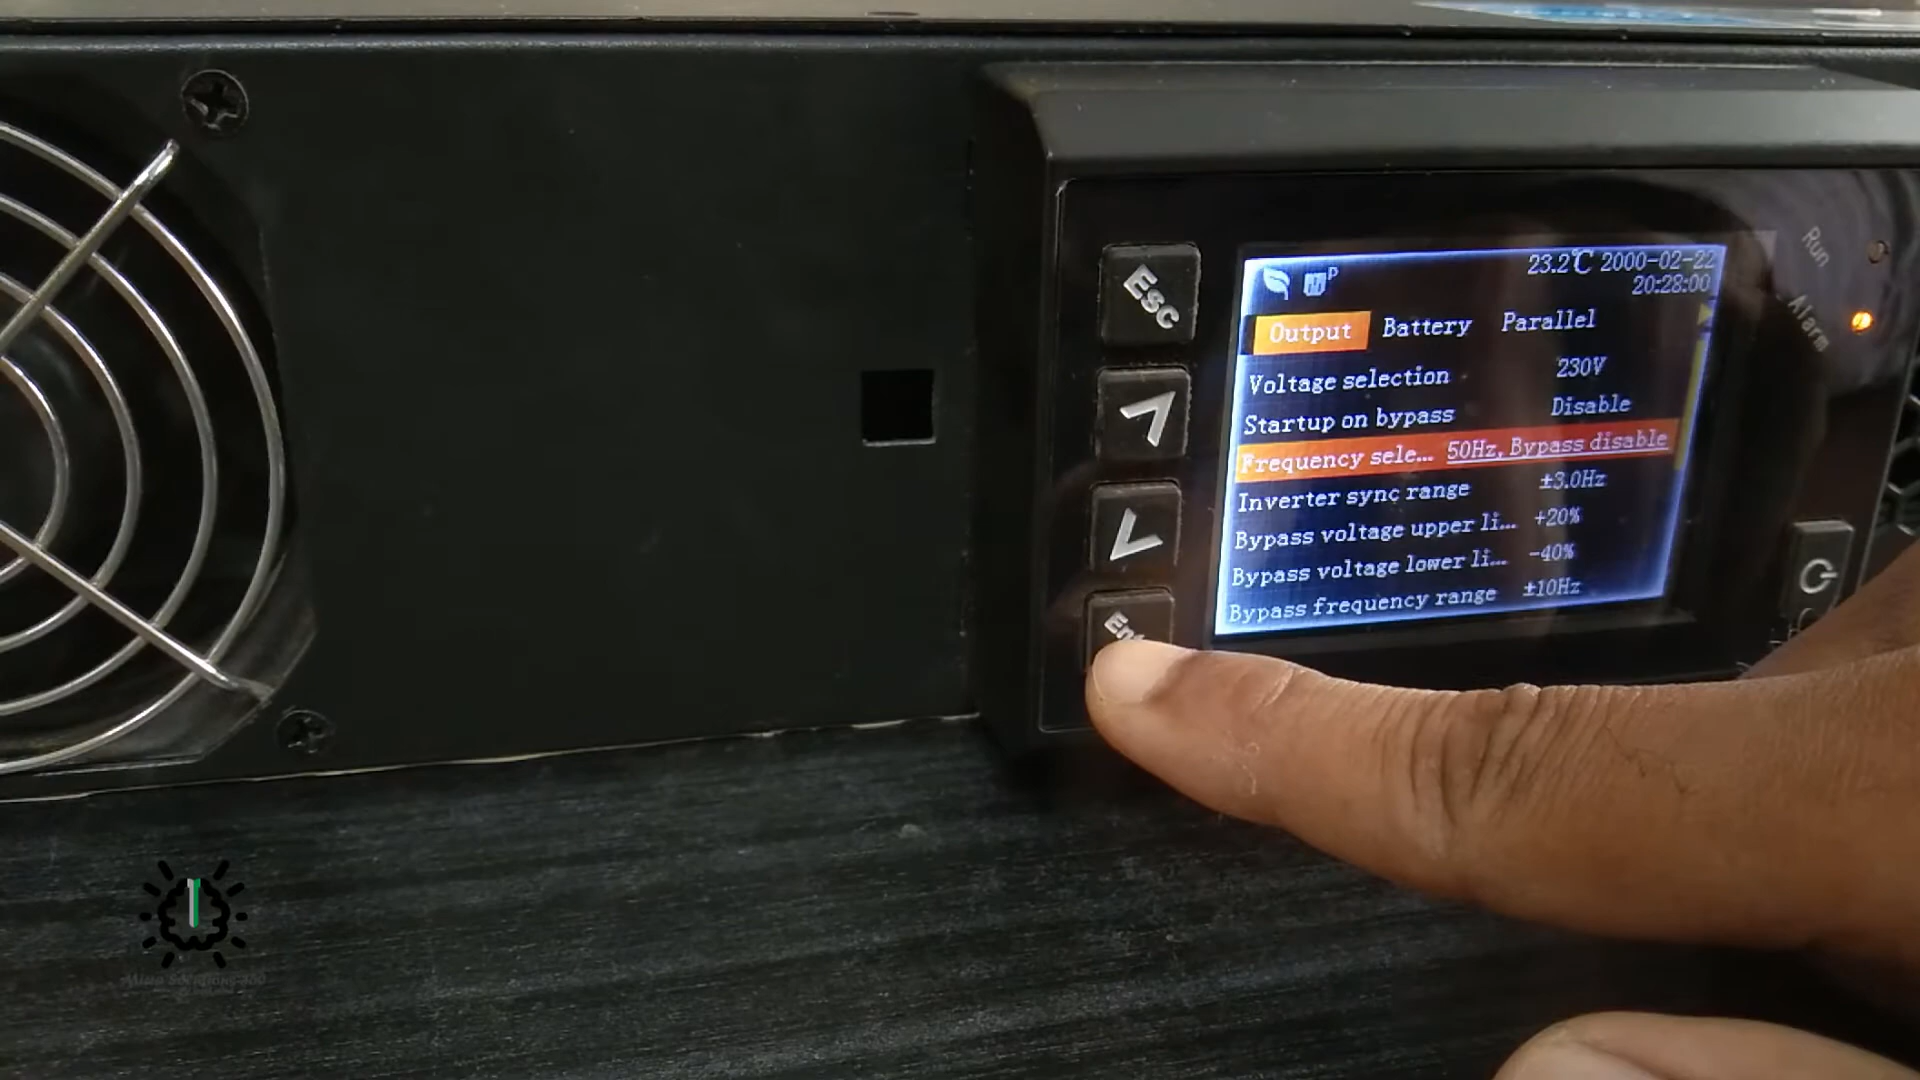 Esc
23.2℃ 2000-02-22
20:28:00
P
Output Battery Parallel
Voltage selection 230V
Startup on bypass Disable
Frequency sele... 50Hz, Bypass disable
Inverter sync range ±3.0Hz
Bypass voltage upper li... +20%
Bypass voltage lower li... -40%
Bypass frequency range ±10Hz
Run
Alarm